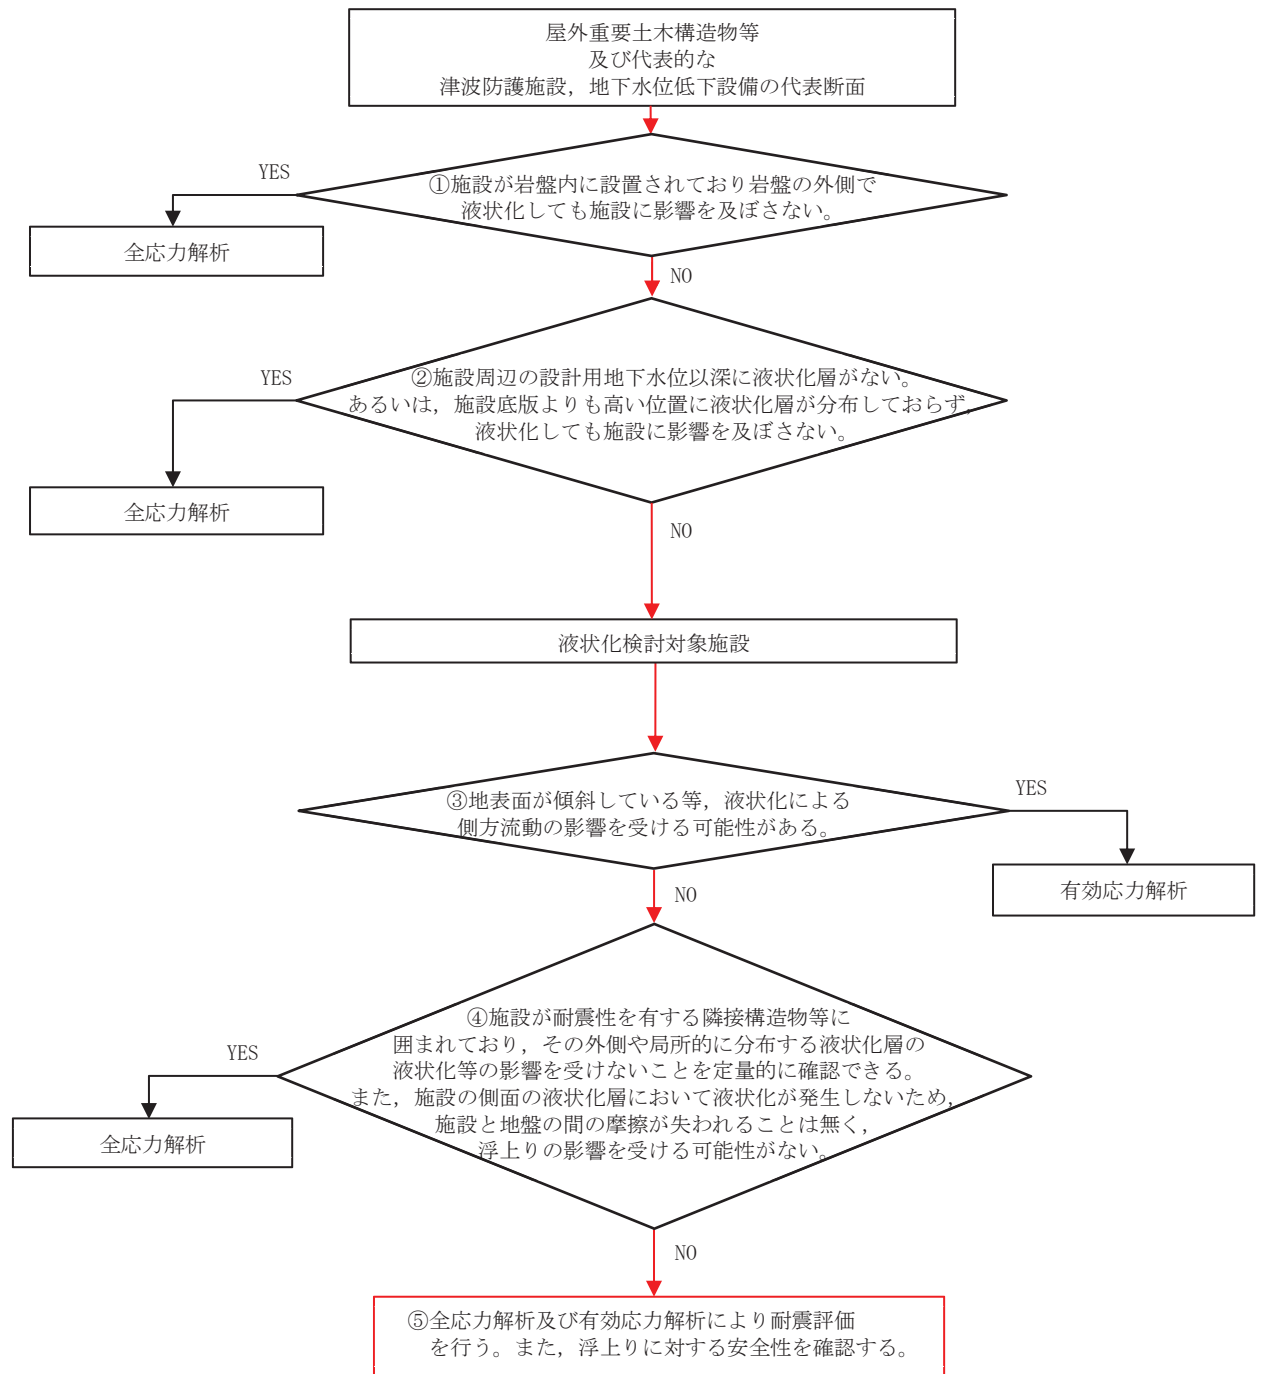 屋外重要土木構造物等
及び代表的な
津波防護施設，地下水位低下設備の代表断面
YES
①施設が岩盤内に設置されており岩盤の外側で
液状化しても施設に影響を及ぼさない。
全応力解析
NO
YES
②施設周辺の設計用地下水位以深に液状化層がない。
あるいは，施設底版よりも高い位置に液状化層が分布しておらず，
液状化しても施設に影響を及ぼさない。
全応力解析
NO
液状化検討対象施設
YES
③地表面が傾斜している等，液状化による
側方流動の影響を受ける可能性がある。
有効応力解析
NO
④施設が耐震性を有する隣接構造物等に
囲まれており，その外側や局所的に分布する液状化層の
液状化等の影響を受けないことを定量的に確認できる。
また，施設の側面の液状化層において液状化が発生しないため，
施設と地盤の間の摩擦が失われることは無く，
浮上りの影響を受ける可能性がない。
YES
全応力解析
NO
⑤全応力解析及び有効応力解析により耐震評価
を行う。また，浮上りに対する安全性を確認する。